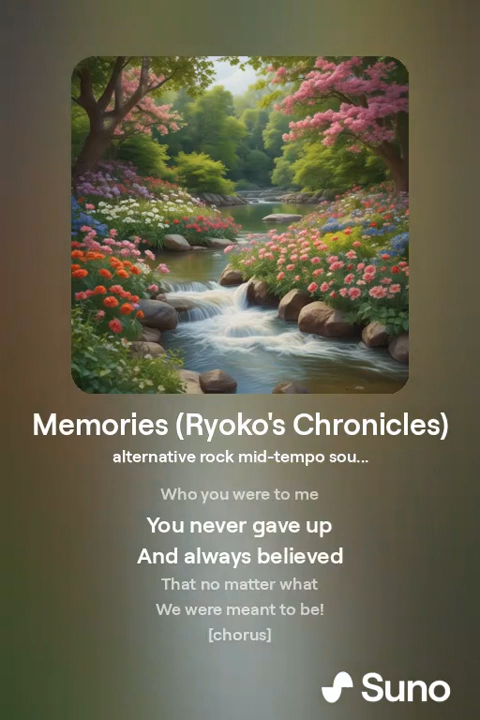 Memories (Ryoko's Chronicles)
alternative rock mid-tempo sou...
Who you were to me
You never gave up
And always believed
That no matter what
We were meant to be!
[chorus]
Suno